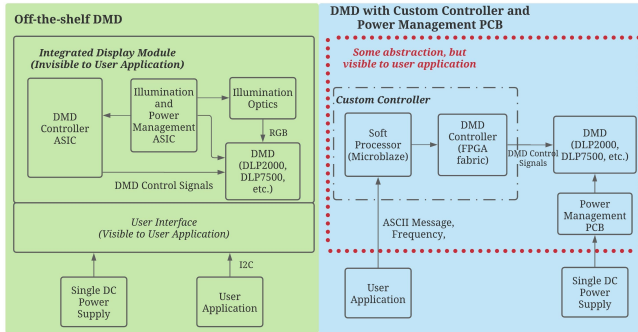 Off-the-shelf DMD
Integrated Display Module
(Invisible to User Application)
DMD
Controller
ASIC
Illumination
and
Power
Management
ASIC
Illumination
Optics
RGB
DMD
(DLP2000,
DLP7500,
etc.)
DMD Control Signals
User Interface
(Visible to User Application)
I2C
Single DC
Power
Supply
User
Application
DMD with Custom Controller and
Power Management PCB
Some abstraction, but
visible to user application
Custom Controller
Soft
Processor
(Microblaze)
DMD
Controller
(FPGA
fabric)
DMD Control
Signals
DMD
(DLP2000,
DLP7500, etc.)
Power
Management
PCB
ASCII Message,
Frequency,
User
Application
Single DC
Power
Supply